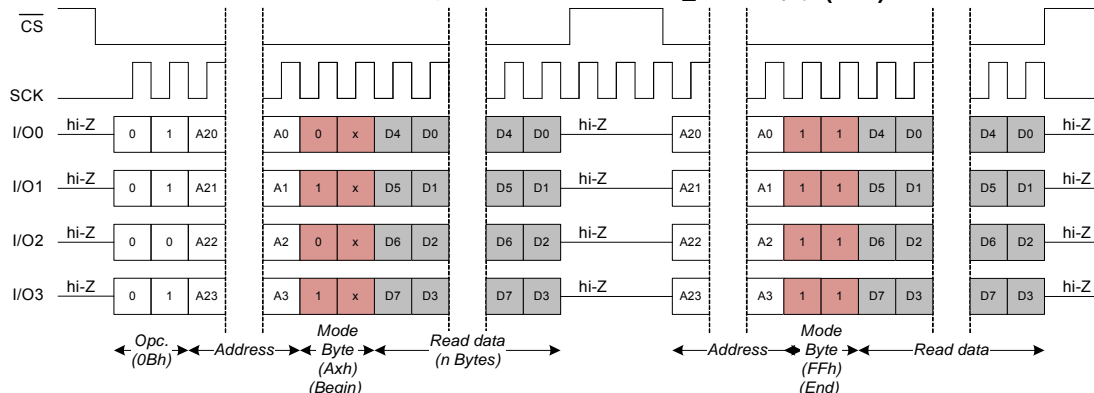 CS
SCK
I/O0 hi-Z 0 1 A20 A0 0 x D4 D0 D4 D0 hi-Z A20 A0 1 1 D4 D0 D4 D0 hi-Z
I/O1 hi-Z 0 1 A21 A1 1 x D5 D1 D5 D1 hi-Z A21 A1 1 1 D5 D1 D5 D1 hi-Z
I/O2 hi-Z 0 0 A22 A2 0 x D6 D2 D6 D2 hi-Z A22 A2 1 1 D6 D2 D6 D2 hi-Z
I/O3 hi-Z 0 1 A23 A3 1 x D7 D3 D7 D3 hi-Z A23 A3 1 1 D7 D3 D7 D3 hi-Z
Opc. Address Mode Read data Address Mode Read data
(0Bh) Byte (n Bytes) Byte
(Axh) (FFh)
(Begin) (End)